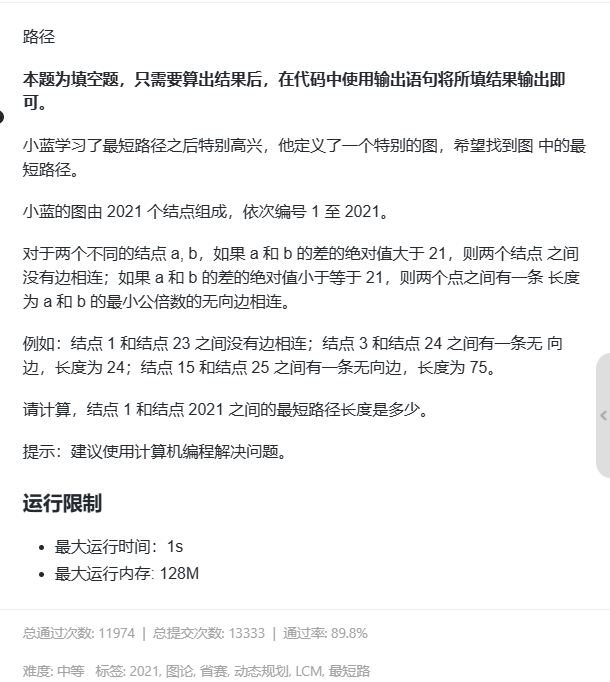 路径
本题为填空题，只需要算出结果后，在代码中使用输出语句将所填结果输出即
可。
小蓝学习了最短路径之后特别高兴，他定义了一个特别的图，希望找到图 中的最
短路径。
小蓝的图由 2021 个结点组成，依次编号 1 至 2021。
对于两个不同的结点 a, b，如果 a 和 b 的差的绝对值大于 21，则两个结点 之间
没有边相连；如果 a 和 b 的差的绝对值小于等于 21，则两个点之间有一条 长度
为 a 和 b 的最小公倍数的无向边相连。
例如：结点 1 和结点 23 之间没有边相连；结点 3 和结点 24 之间有一条无 向
边，长度为 24；结点 15 和结点 25 之间有一条无向边，长度为 75。
请计算，结点 1 和结点 2021 之间的最短路径长度是多少。
提示：建议使用计算机编程解决问题。
运行限制
• 最大运行时间：1s
• 最大运行内存: 128M
总通过次数: 11974 | 总提交次数: 13333 | 通过率: 89.8%
难度: 中等 标签: 2021, 图论, 省赛, 动态规划, LCM, 最短路